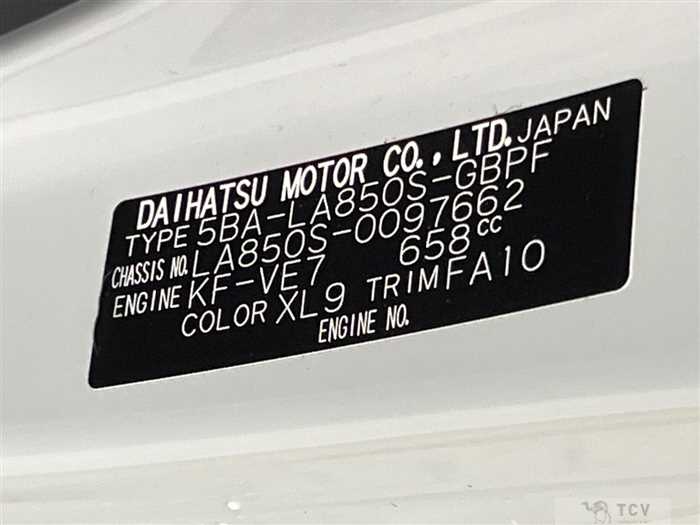 DAIHATSU MOTOR CO., LTD. JAPAN
TYPE 5BA-LA850S-GBPF
CHASSIS NO. LA850S-0097662
ENGINE KF-VE7 658cc
COLOR XL9 TRIM FA10
ENGINE NO.
TCV